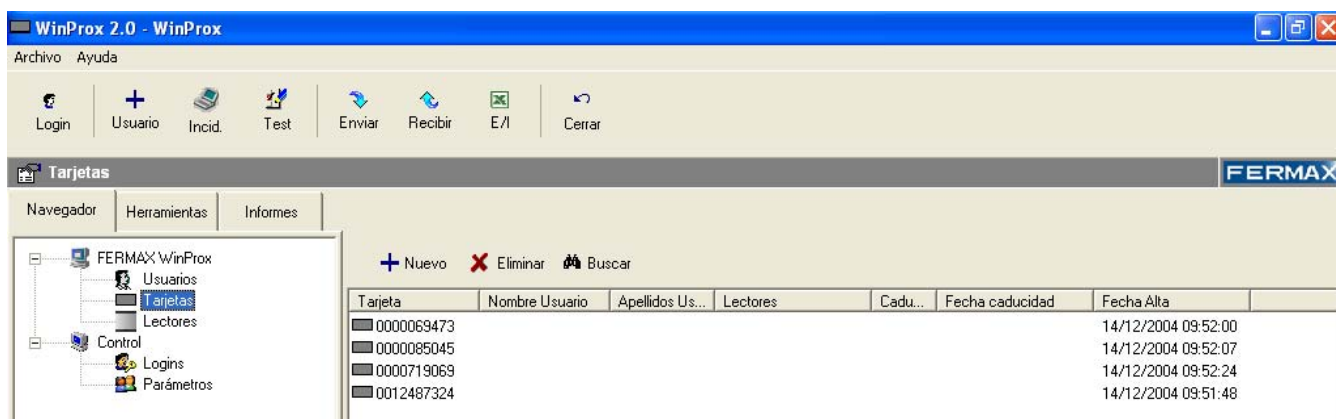 WinProx 2.0 - WinProx
Archivo Ayuda
Login Usuario Incid. Test Enviar Recibir E/I Cerrar
Tarjetas FERMAX
Navegador Herramientas Informes
FERMAX WinProx
Usuarios
Tarjetas
Lectores
Control
Logins
Parámetros
Nuevo Eliminar Buscar
Tarjeta Nombre Usuario Apellidos Us... Lectores Cadu... Fecha caducidad Fecha Alta
0000069473 14/12/2004 09:52:00
0000085045 14/12/2004 09:52:07
0000719069 14/12/2004 09:52:24
0012487324 14/12/2004 09:51:48